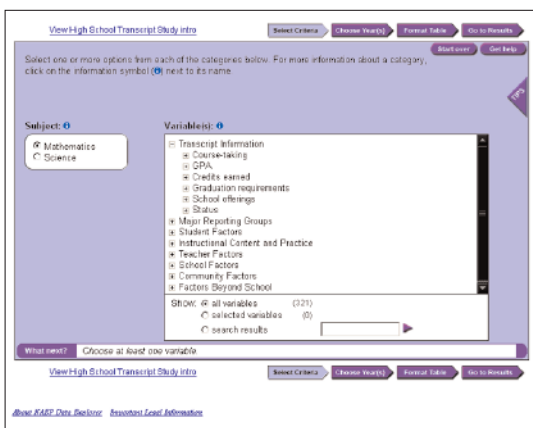 View High School Transcript Study intro Select Criteria Choose Year(s) Format Table Go to Results
Start over Get help
Select one or more options from each of the categories below. For more information about a category,
click on the information symbol (i) next to its name
TIPS
Subject: i Variable(s): i
Mathematics
Science
Transcript Information
Course-taking
GPA
Credits earned
Graduation requirements
School offerings
Status
Major Reporting Groups
Student Factors
Instructional Content and Practice
Teacher Factors
School Factors
Community Factors
Factors Beyond School
Show: all variables (321)
selected variables (0)
search results
What next? Choose at least one variable.
View High School Transcript Study intro Select Criteria Choose Year(s) Format Table Go to Results
About NAEP Data Explorer Important Legal Information